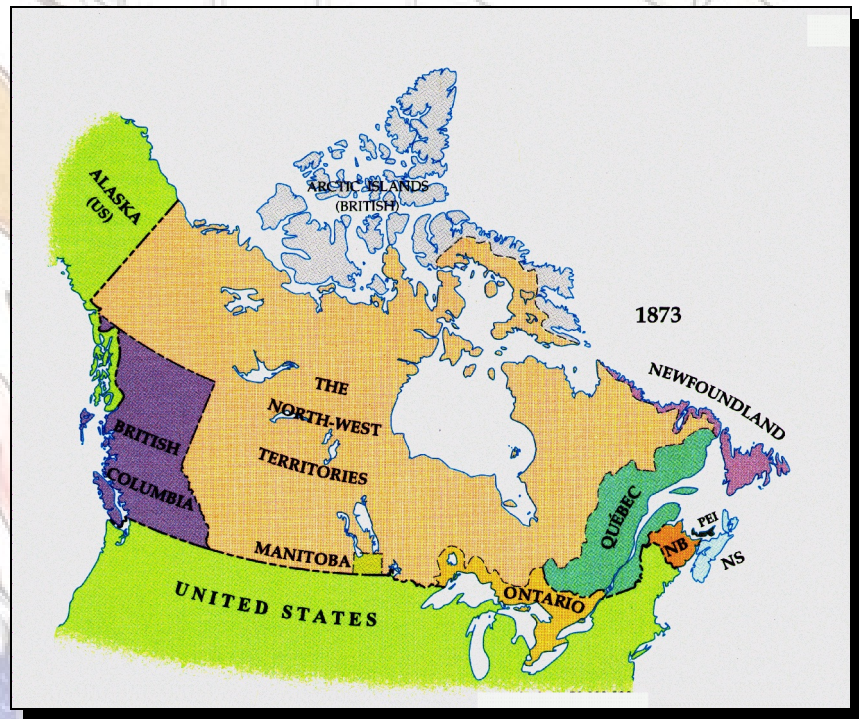 ALASKA
(US)
ARCTIC ISLANDS
(BRITISH)
1873
NEWFOUNDLAND
THE
NORTH-WEST
TERRITORIES
BRITISH
COLUMBIA
MANITOBA
ONTARIO
QUÉBEC
PEI
NB
NS
UNITED STATES